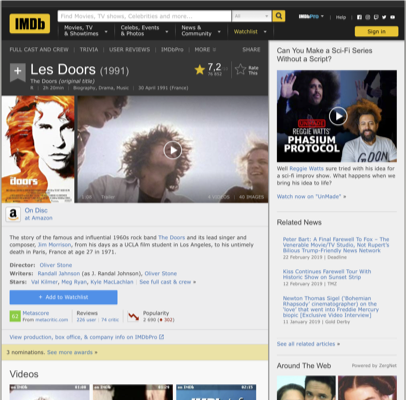 IMDb
Find Movies, TV shows, Celebrities and more...
All
IMDbPro
Help
Movies, TV & Showtimes
Celebs, Events & Photos
News & Community
Watchlist
Sign in
FULL CAST AND CREW | TRIVIA | USER REVIEWS | IMDbPro | MORE
SHARE
Les Doors (1991)
The Doors (original title)
R | 2h 20min | Biography, Drama, Music | 30 April 1991 (France)
7,2
Rate This
doors
VIDEOS | 60 IMAGES
On Disc
at Amazon
The story of the famous and influential 1960s rock band The Doors and its lead singer and
composer, Jim Morrison, from his days as a UCLA film student in Los Angeles, to his untimely
death in Paris, France at age 27 in 1971.
Director: Oliver Stone
Writers: Randall Jahnson (as J. Randal Johnson), Oliver Stone
Stars: Val Kilmer, Meg Ryan, Kyle MacLachlan | See full cast & crew »
+ Add to Watchlist
62
Metascore
From metacritic.com
Reviews
226 user | 74 critic
Popularity
2 690 (302)
View production, box office, & company info on IMDbPro
3 nominations. See more awards »
Videos
Can You Make a Sci-Fi Series
Without a Script?
REGGIE WATTS'
PHASIUM
PROTOCOL
Well Reggie Watts sure tried with his idea for
a sci-fi improv show. What happens when we
bring his idea to life?
Watch now on "UnMade" »
Related News
Peter Bart: A Final Farewell To Fox – The
Venerable Movie/TV Studio, Not Rupert's
Bilious Trump-Friendly News Network
22 February 2019 | Deadline
Kiss Continues Farewell Tour With
Historic Show on Sunset Strip
12 February 2019 | TMZ
Newton Thomas Sigel ('Bohemian
Rhapsody' cinematographer) on the
'love' that went into Freddie Mercury
biopic [Exclusive Video Interview]
11 January 2019 | Gold Derby
See all related articles »
Around The Web
Powered by ZergNet